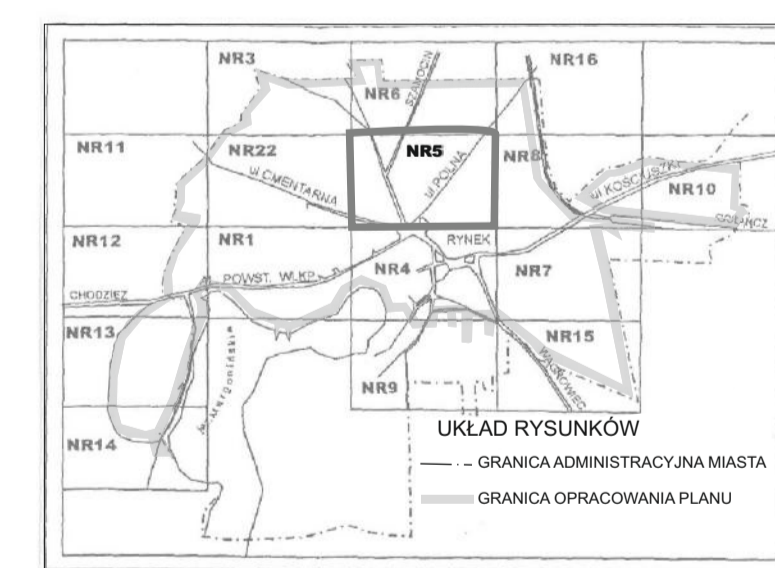 NR3
NR16
NR6
SZAMOCIN
NR11
NR22
NR5
NR8
ul CMENTARNA
ul POLNA
ul KOŚCIUSZKI
NR10
GOŁAŃCZ
NR12
NR1
RYNEK
NR4
NR7
POWST. WLKP.
CHODZIEŻ
NR13
NR15
WĄGROWIEC
NR9
NR14
UKŁAD RYSUNKÓW
GRANICA ADMINISTRACYJNA MIASTA
GRANICA OPRACOWANIA PLANU